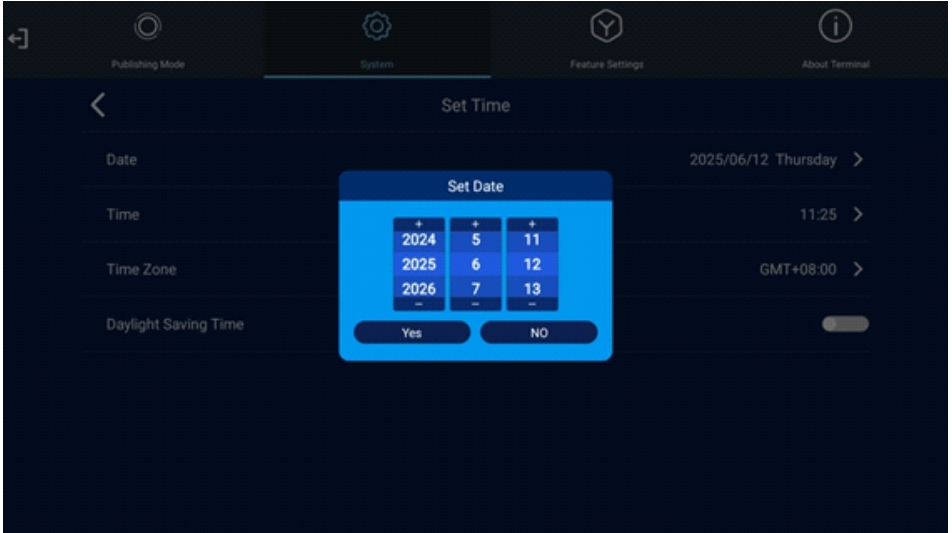 Publishing Mode
System
Feature Settings
About Terminal
Set Time
Date
2025/06/12 Thursday
Set Date
Time
11:25
+ + +
2024 5 11
2025 6 12
2026 7 13
- - -
Time Zone
GMT+08:00
Daylight Saving Time
Yes
NO